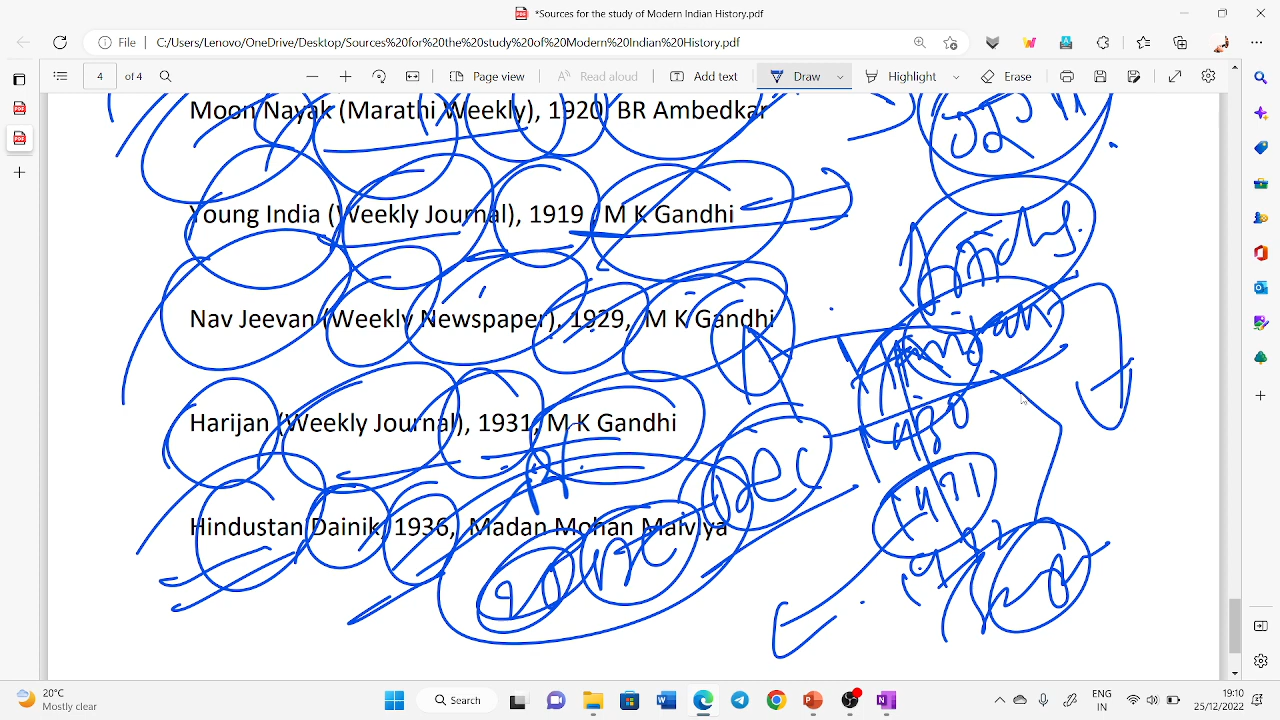 *Sources for the study of Modern Indian History.pdf
File
C:/Users/Lenovo/OneDrive/Desktop/Sources%20for%20the%20study%20of%20Modern%20Indian%20History.pdf
4 of 4
Page view
Read aloud
Add text
Draw
Highlight
Erase
Moon Nayak (Marathi Weekly), 1920, BR Ambedkar
Young India (Weekly Journal), 1919 , M K Gandhi
Nav Jeevan (Weekly Newspaper), 1929, M K Gandhi
Harijan (Weekly Journal), 1931, M K Gandhi
Hindustan Dainik, 1936, Madan Mohan Malviya
DEC
20°C
Mostly clear
Search
ENG
IN
19:10
25/12/2022